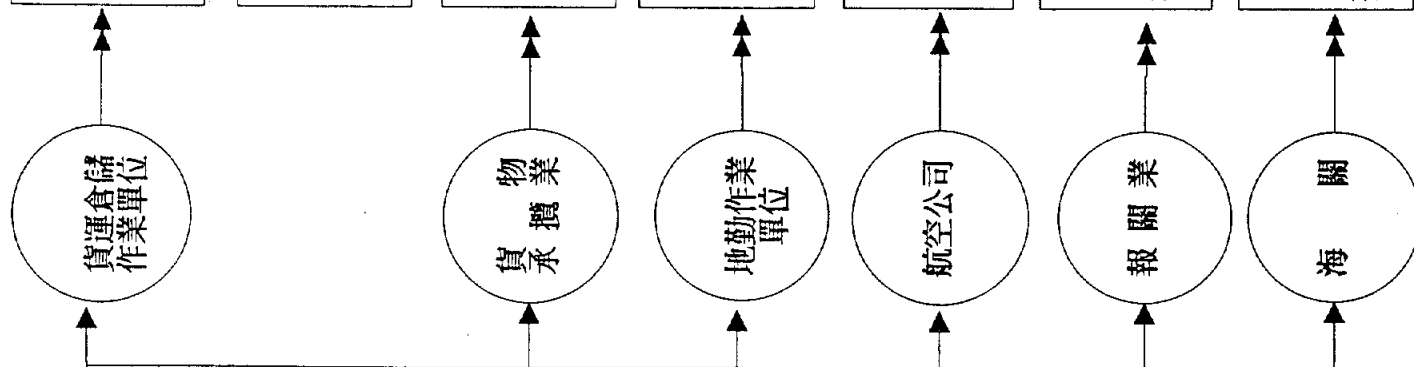 貨運倉儲
作業單位
貨物
承攬業
地勤作業
單位
航空公司
報關業
海關